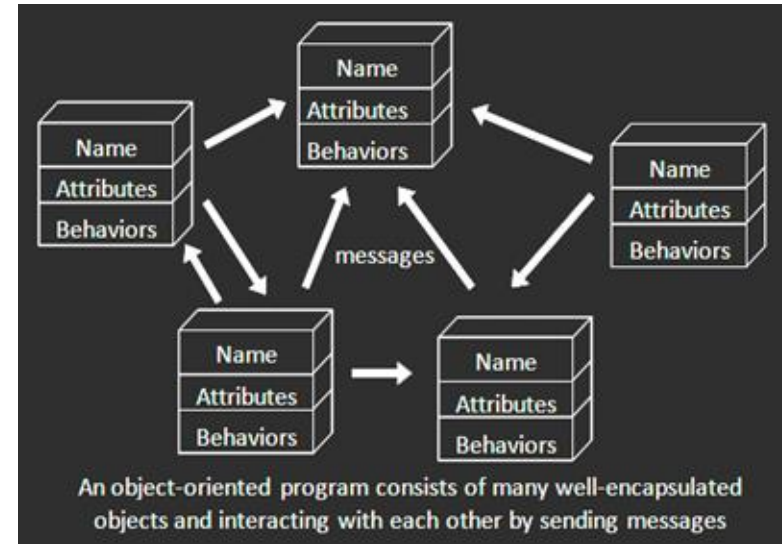 Name
Attributes
Behaviors
Name
Attributes
Behaviors
Name
Attributes
Behaviors
messages
Name
Attributes
Behaviors
Name
Attributes
Behaviors
An object-oriented program consists of many well-encapsulated
objects and interacting with each other by sending messages